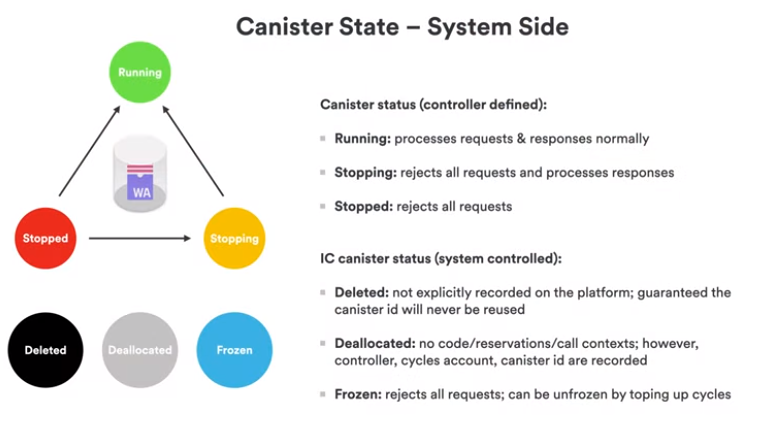 Canister State – System Side
Running
WA
Stopped
Stopping
Deleted
Deallocated
Frozen
Canister status (controller defined):
Running: processes requests & responses normally
Stopping: rejects all requests and processes responses
Stopped: rejects all requests
IC canister status (system controlled):
Deleted: not explicitly recorded on the platform; guaranteed the
canister id will never be reused
Deallocated: no code/reservations/call contexts; however,
controller, cycles account, canister id are recorded
Frozen: rejects all requests; can be unfrozen by toping up cycles